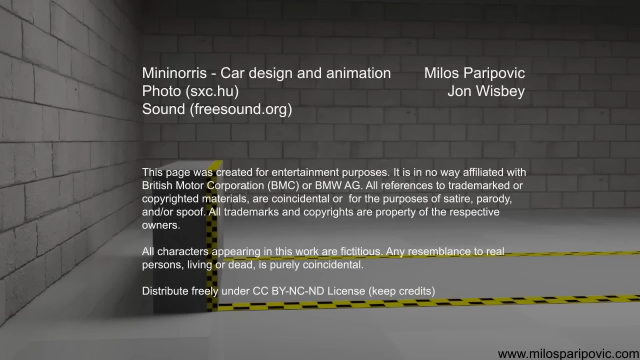 Mininorris - Car design and animation Milos Paripovic
Photo (sxc.hu) Jon Wisbey
Sound (freesound.org)
This page was created for entertainment purposes. It is in no way affiliated with
British Motor Corporation (BMC) or BMW AG. All references to trademarked or
copyrighted materials, are coincidental or for the purposes of satire, parody,
and/or spoof. All trademarks and copyrights are property of the respective
owners.
All characters appearing in this work are fictitious. Any resemblance to real
persons, living or dead, is purely coincidental.
Distribute freely under CC BY-NC-ND License (keep credits)
www.milosparipovic.com